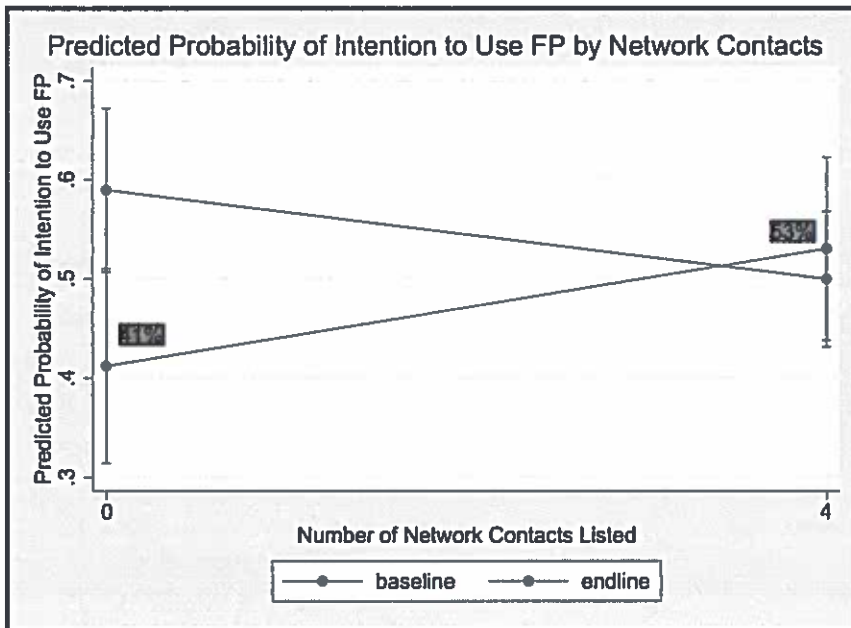 Predicted Probability of Intention to Use FP by Network Contacts
Predicted Probability of Intention to Use FP
.7
.6
.5
.4
.3
41%
53%
0
4
Number of Network Contacts Listed
baseline endline